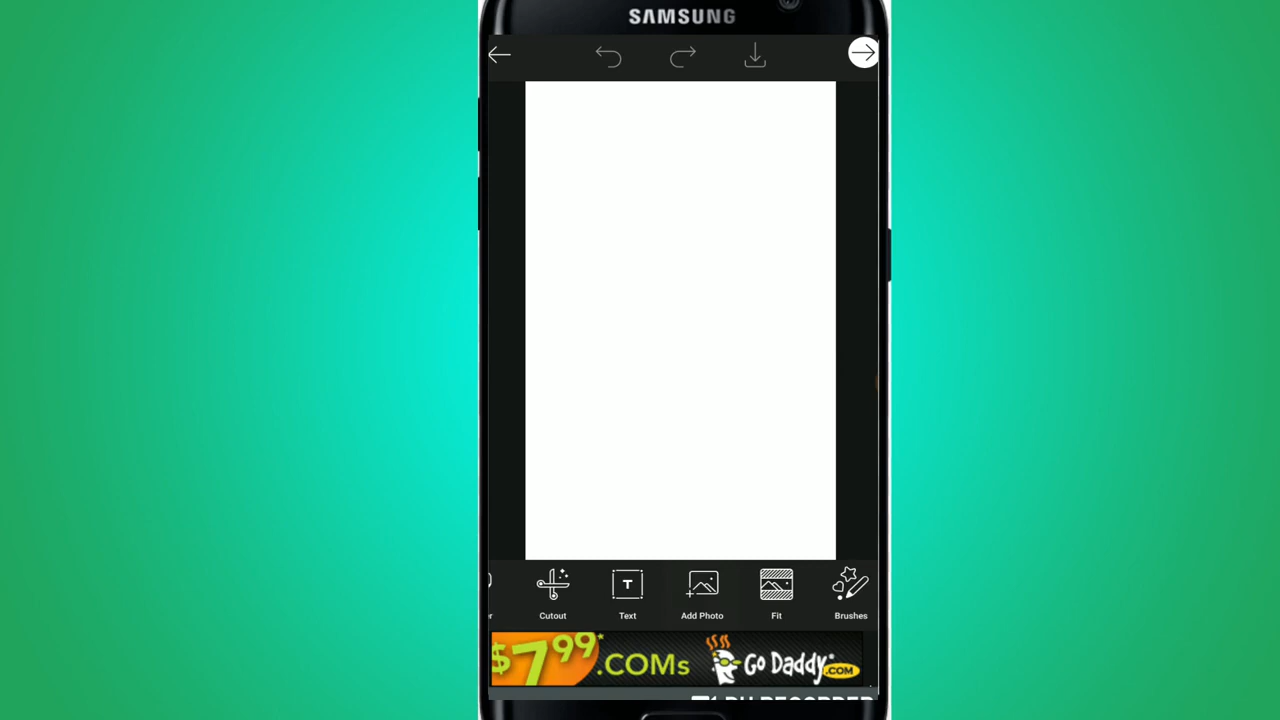 SAMSUNG
r
Cutout
Text
Add Photo
Fit
Brushes
$7.99* .COMs Go Daddy .COM